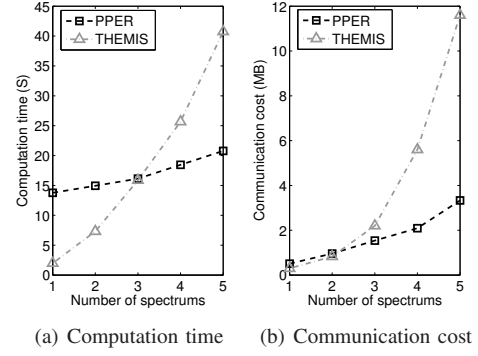 PPER
THEMIS
45
40
35
30
25
20
15
10
5
0
Computation time (S)
1 2 3 4 5
Number of spectrums
(a) Computation time
PPER
THEMIS
12
10
8
6
4
2
0
Communication cost (MB)
1 2 3 4 5
Number of spectrums
(b) Communication cost